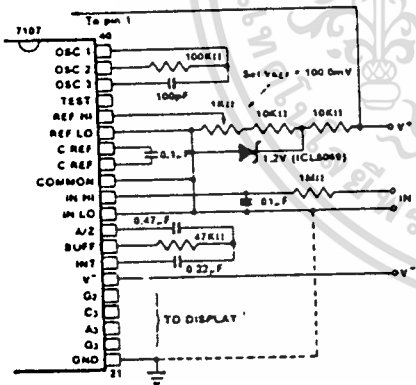 To pin 1
7107
40
OSC 1
OSC 2
OSC 3
TEST
REF HI
REF LO
C REF
C REF
COMMON
IN HI
IN LO
A/Z
BUFF
INT
V-
G2
C3
A3
G3
GND
21
100KΩ
100pF
Set Vref = 100.0mV
1KΩ
10KΩ
10KΩ
V+
0.1µF
1.2V (ICL8069)
1MΩ
.01µF
IN
0.47µF
47KΩ
0.22µF
V-
TO DISPLAY